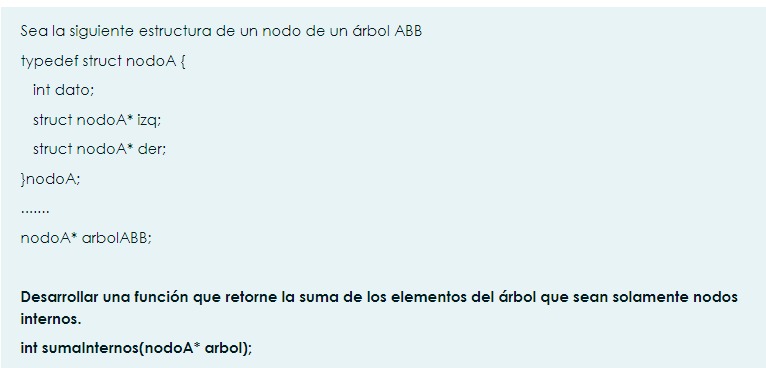 Sea la siguiente estructura de un nodo de un árbol ABB
typedef struct nodoA {
int dato;
struct nodoA* izq;
struct nodoA* der;
}nodoA;
.......
nodoA* arbolABB;
Desarrollar una función que retorne la suma de los elementos del árbol que sean solamente nodos
internos.
int sumaInternos(nodoA* arbol);